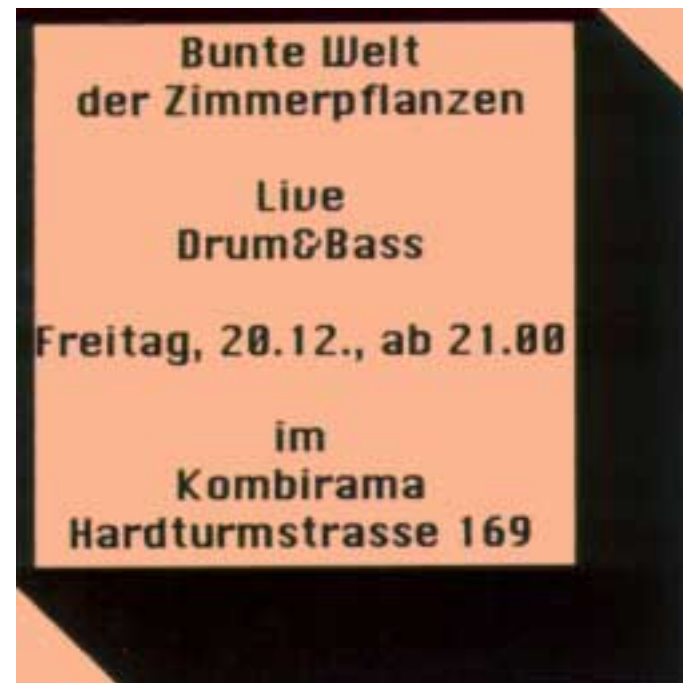 Bunte Welt
der Zimmerpflanzen
Live
Drum&Bass
Freitag, 20.12., ab 21.00
im
Kombirama
Hardturmstrasse 169